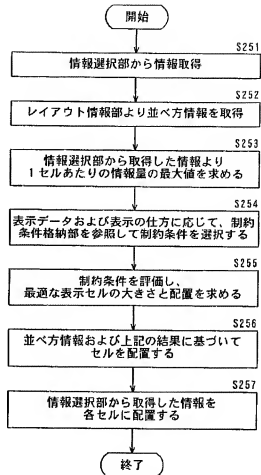 開始
S251
情報選択部から情報取得
S252
レイアウト情報部より並べ方情報を取得
S253
情報選択部から取得した情報より
1セルあたりの情報量の最大値を求める
S254
表示データおよび表示の仕方に応じて、制約
条件格納部を参照して制約条件を選択する
S255
制約条件を評価し、
最適な表示セルの大きさと配置を求める
S256
並べ方情報および上記の結果に基づいて
セルを配置する
S257
情報選択部から取得した情報を
各セルに配置する
終了